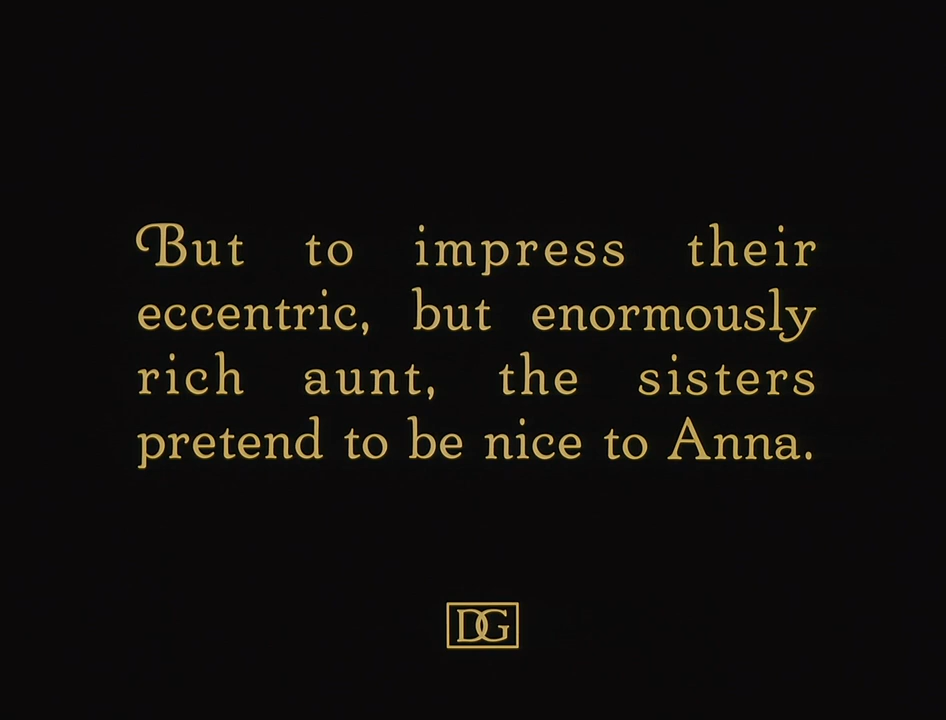 But to impress their
eccentric, but enormously
rich aunt, the sisters
pretend to be nice to Anna.
DG